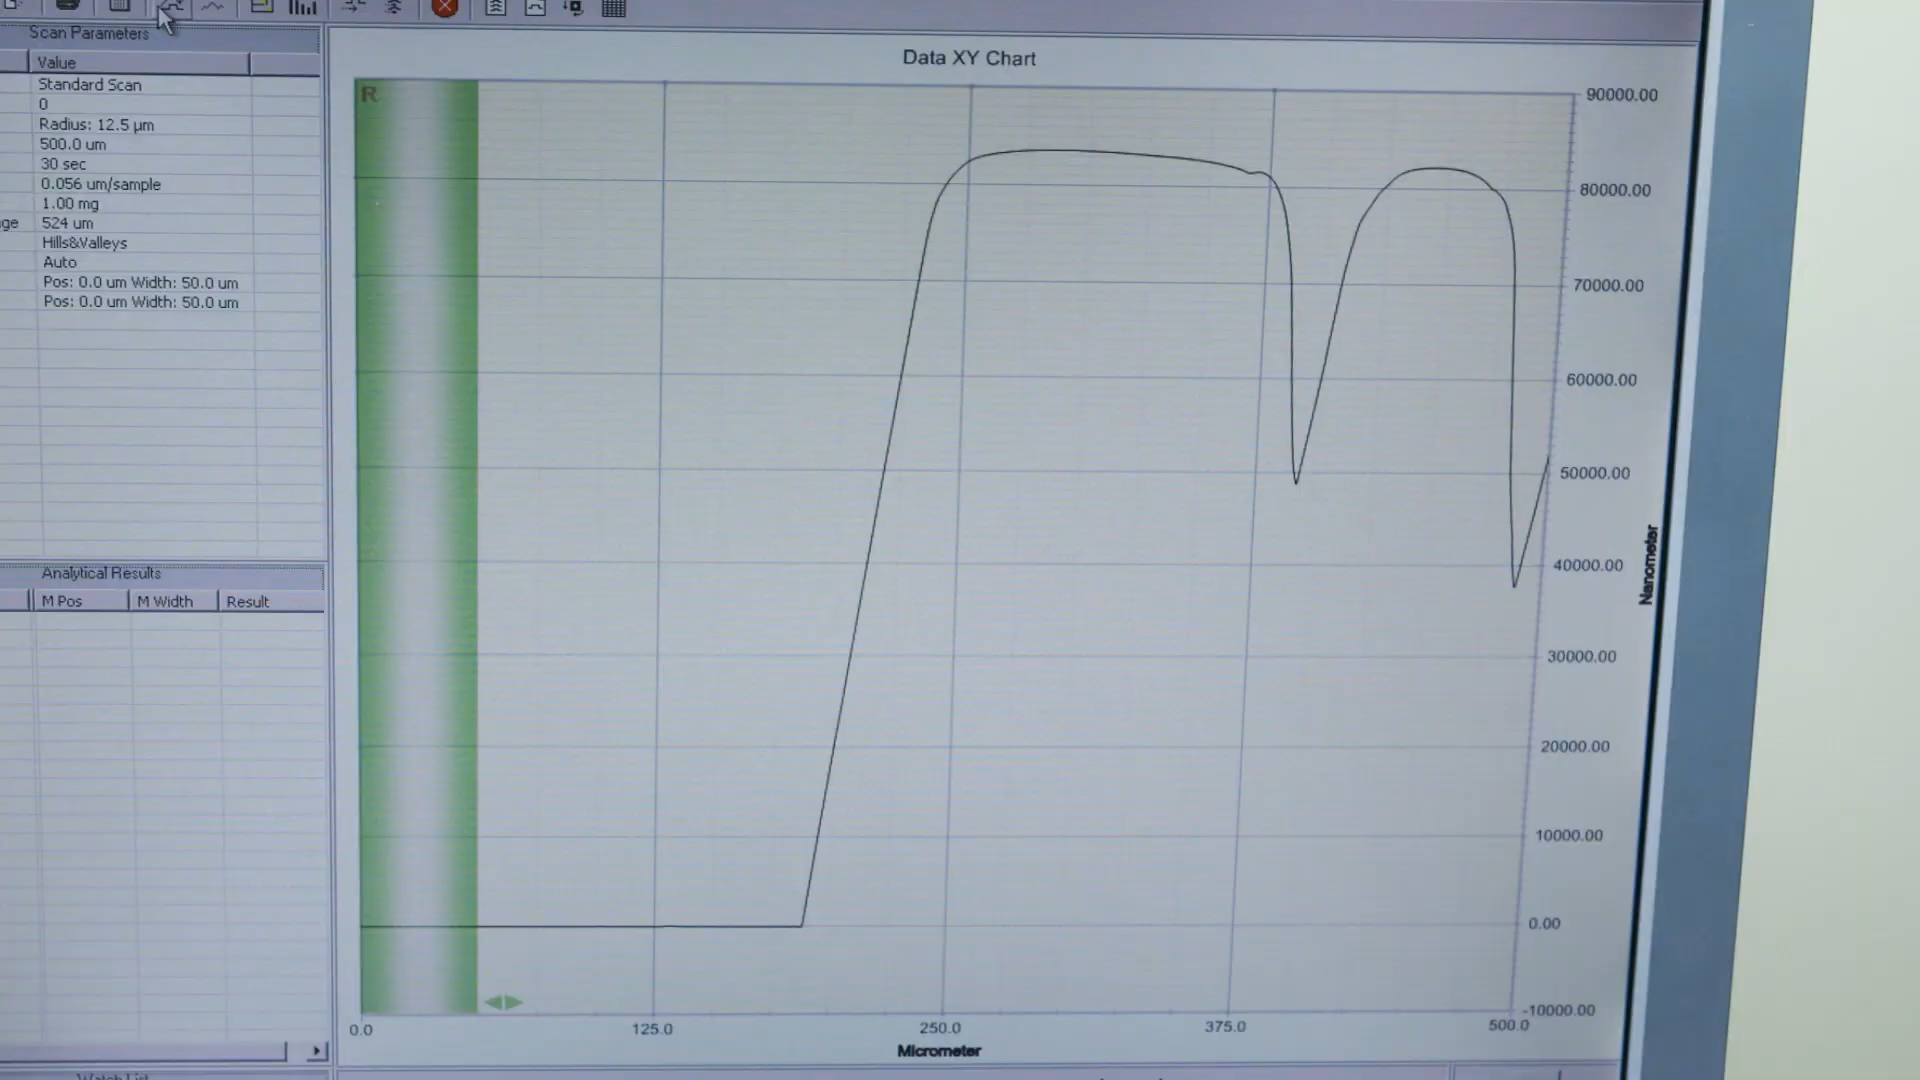 Scan Parameters
Value
Standard Scan
0
Radius: 12.5 µm
500.0 um
30 sec
0.056 um/sample
1.00 mg
ge 524 um
Hills&Valleys
Auto
Pos: 0.0 um Width: 50.0 um
Pos: 0.0 um Width: 50.0 um
Analytical Results
M Pos M Width Result
Watch List
Data XY Chart
R
90000.00
80000.00
70000.00
60000.00
50000.00
40000.00
30000.00
20000.00
10000.00
0.00
-10000.00
Nanometer
0.0 125.0 250.0 375.0 500.0
Micrometer